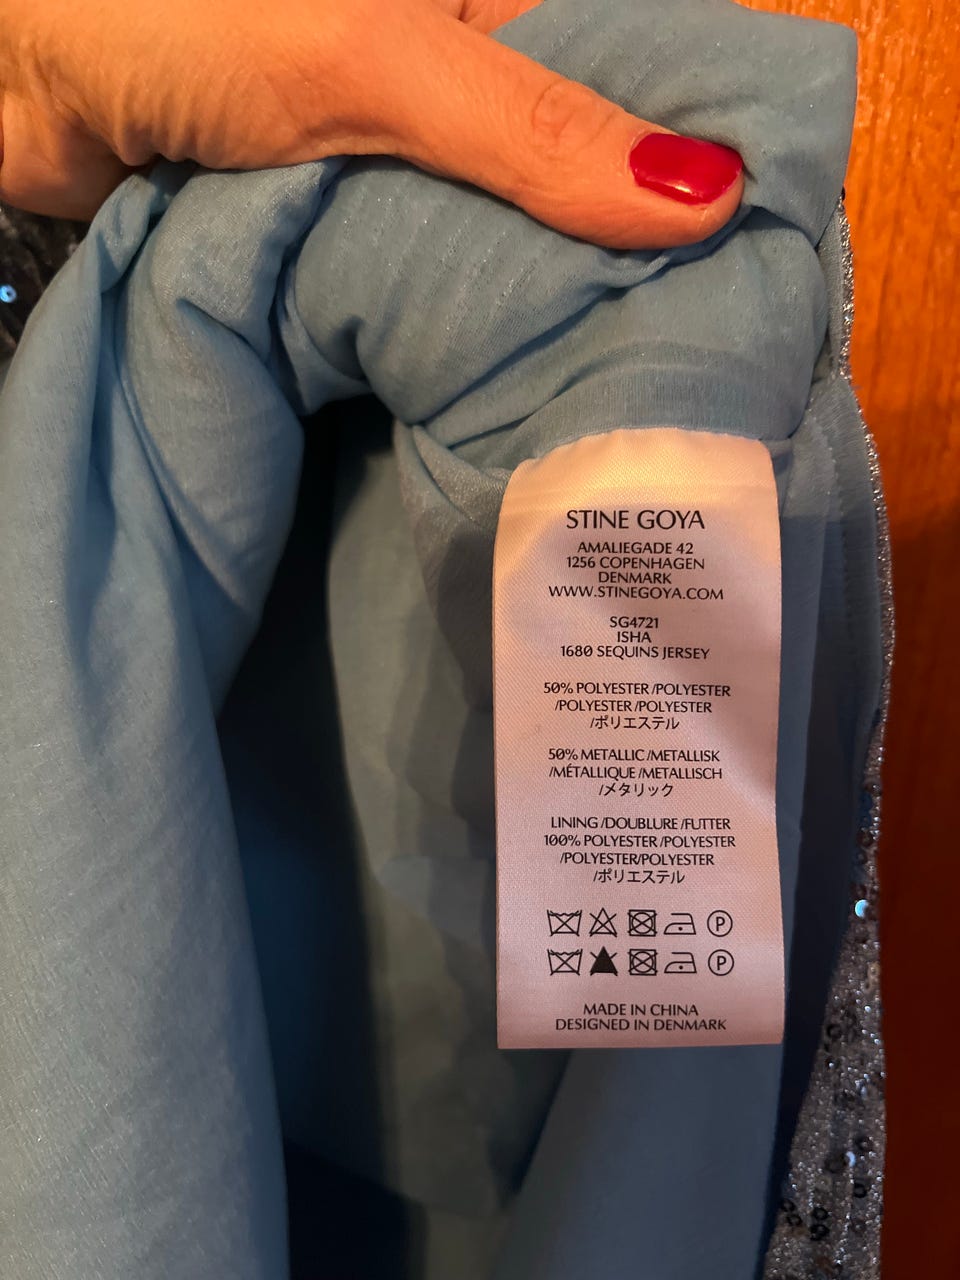 STINE GOYA
AMALIEGADE 42
1256 COPENHAGEN
DENMARK
WWW.STINEGOYA.COM
SG4721
ISHA
1680 SEQUINS JERSEY
50% POLYESTER /POLYESTER
/POLYESTER /POLYESTER
/ポリエステル
50% METALLIC /METALLISK
/MÉTALLIQUE /METALLISCH
/メタリック
LINING /DOUBLURE /FUTTER
100% POLYESTER /POLYESTER
/POLYESTER/POLYESTER
/ポリエステル
P
P
MADE IN CHINA
DESIGNED IN DENMARK